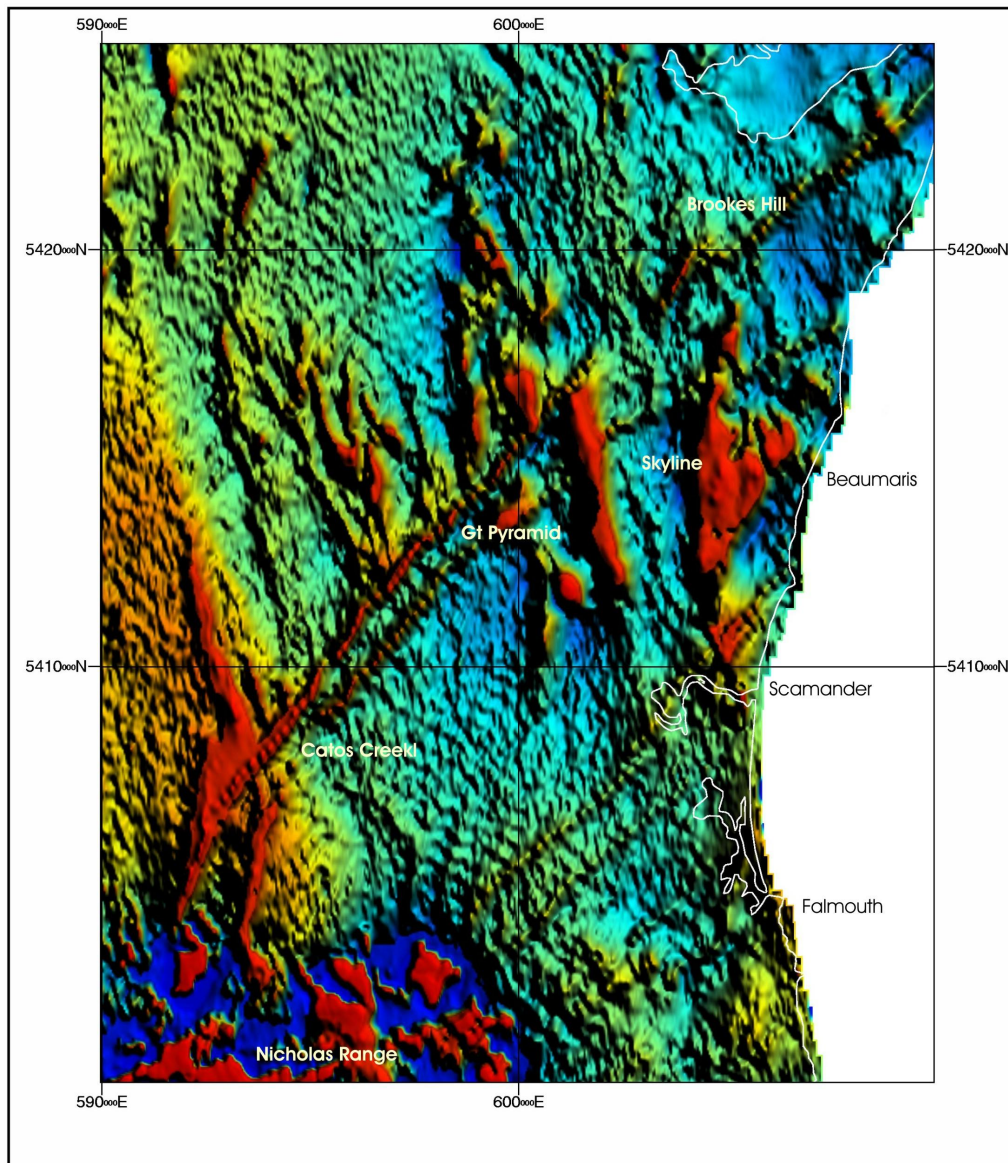 590000E
600000E
Brookes Hill
5420000N
5420000N
Skyline
Beaumaris
Gt Pyramid
5410000N
5410000N
Scamander
Catos Creekl
Falmouth
Nicholas Range
590000E
600000E